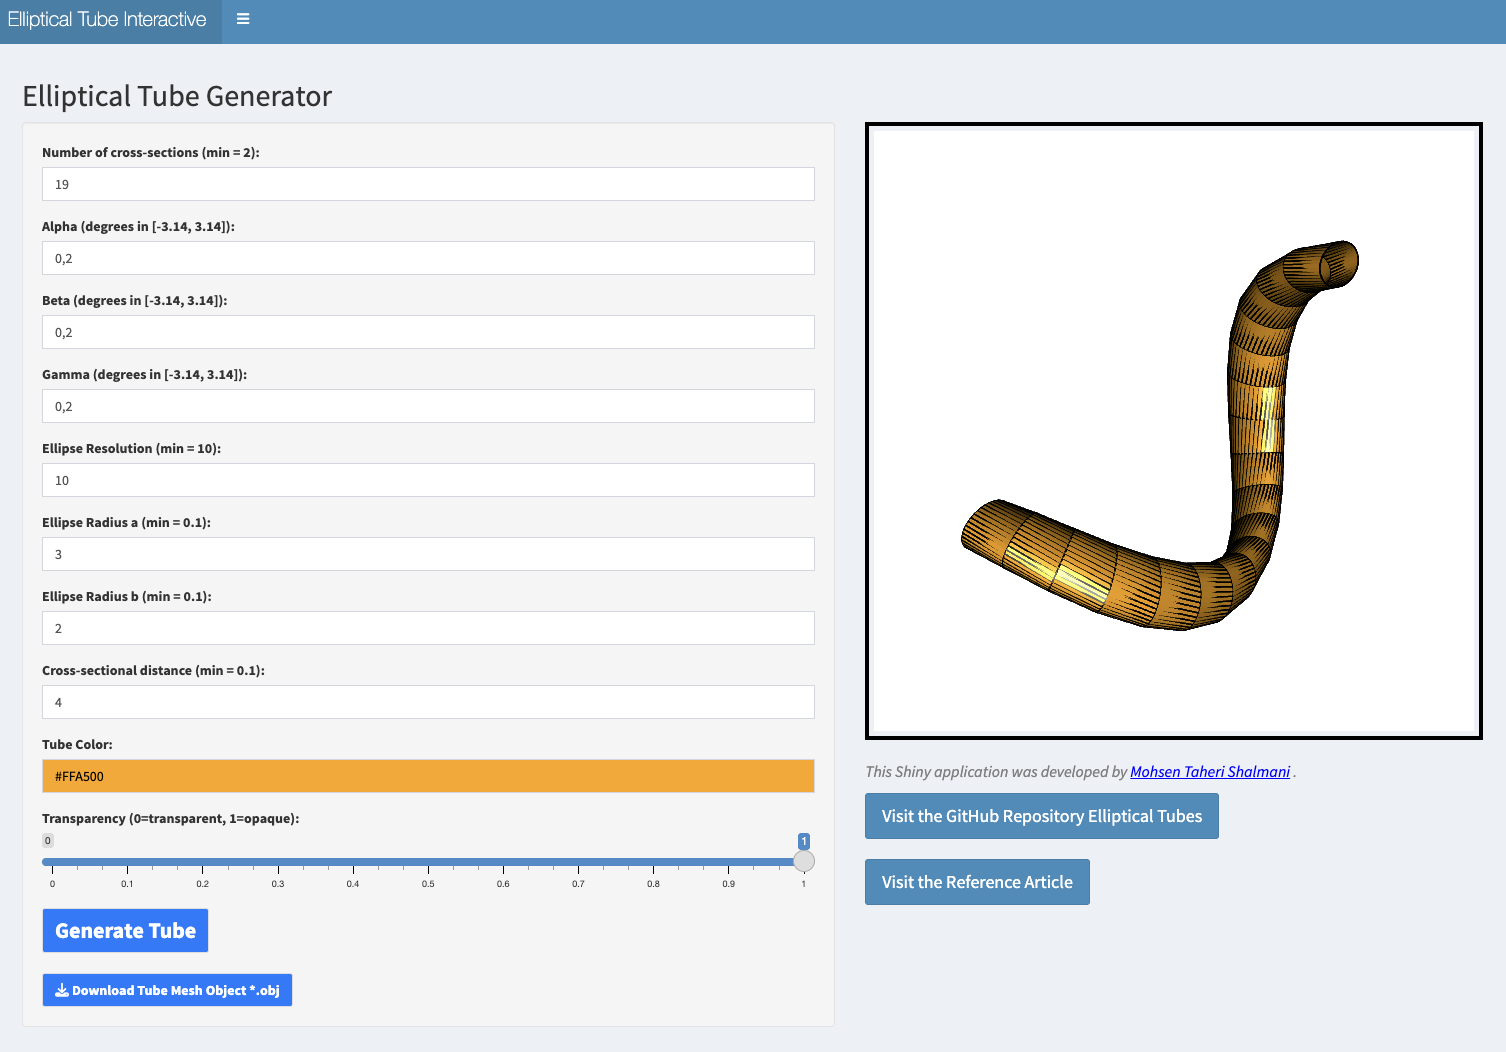 Elliptical Tube Interactive
Elliptical Tube Generator
Number of cross-sections (min = 2):
19
Alpha (degrees in [-3.14, 3.14]):
0,2
Beta (degrees in [-3.14, 3.14]):
0,2
Gamma (degrees in [-3.14, 3.14]):
0,2
Ellipse Resolution (min = 10):
10
Ellipse Radius a (min = 0.1):
3
Ellipse Radius b (min = 0.1):
2
Cross-sectional distance (min = 0.1):
4
Tube Color:
#FFA500
Transparency (0=transparent, 1=opaque):
0 1
0 0.1 0.2 0.3 0.4 0.5 0.6 0.7 0.8 0.9 1
Generate Tube
Download Tube Mesh Object *.obj
This Shiny application was developed by Mohsen Taheri Shalmani .
Visit the GitHub Repository Elliptical Tubes
Visit the Reference Article